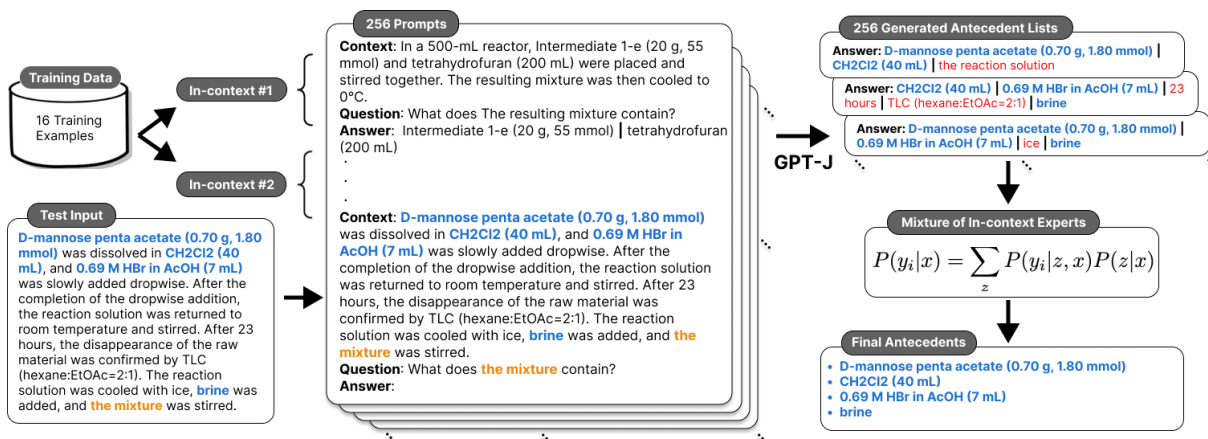 Training Data
16 Training
Examples
In-context #1
In-context #2
Test Input
D-mannose penta acetate (0.70 g, 1.80
mmol) was dissolved in CH2Cl2 (40
mL), and 0.69 M HBr in AcOH (7 mL)
was slowly added dropwise. After the
completion of the dropwise addition,
the reaction solution was returned to
room temperature and stirred. After 23
hours, the disappearance of the raw
material was confirmed by TLC
(hexane:EtOAc=2:1). The reaction
solution was cooled with ice, brine was
added, and the mixture was stirred.
256 Prompts
Context: In a 500-mL reactor, Intermediate 1-e (20 g, 55
mmol) and tetrahydrofuran (200 mL) were placed and
stirred together. The resulting mixture was then cooled to
0°C.
Question: What does The resulting mixture contain?
Answer: Intermediate 1-e (20 g, 55 mmol) | tetrahydrofuran
(200 mL)
.
.
.
Context: D-mannose penta acetate (0.70 g, 1.80 mmol)
was dissolved in CH2Cl2 (40 mL), and 0.69 M HBr in
AcOH (7 mL) was slowly added dropwise. After the
completion of the dropwise addition, the reaction solution
was returned to room temperature and stirred. After 23
hours, the disappearance of the raw material was
confirmed by TLC (hexane:EtOAc=2:1). The reaction
solution was cooled with ice, brine was added, and the
mixture was stirred.
Question: What does the mixture contain?
Answer:
GPT-J
256 Generated Antecedent Lists
Answer: D-mannose penta acetate (0.70 g, 1.80 mmol) |
CH2Cl2 (40 mL) | the reaction solution
Answer: CH2Cl2 (40 mL) | 0.69 M HBr in AcOH (7 mL) | 23
hours | TLC (hexane:EtOAc=2:1) | brine
Answer: D-mannose penta acetate (0.70 g, 1.80 mmol) |
0.69 M HBr in AcOH (7 mL) | ice | brine
Mixture of In-context Experts
P(y_i|x) = ∑_z P(y_i|z, x)P(z|x)
Final Antecedents
• D-mannose penta acetate (0.70 g, 1.80 mmol)
• CH2Cl2 (40 mL)
• 0.69 M HBr in AcOH (7 mL)
• brine